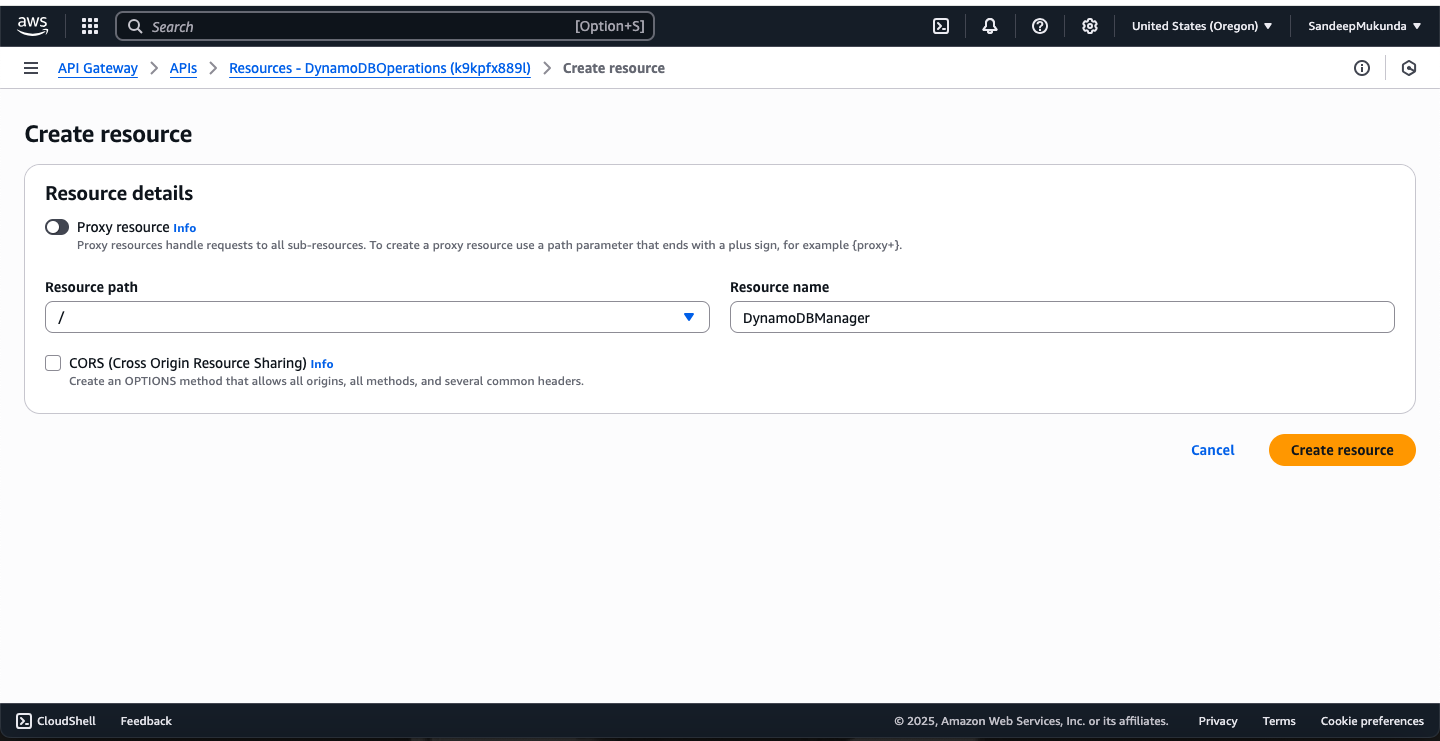 aws Search [Option+S] United States (Oregon) SandeepMukunda
API Gateway APIs Resources - DynamoDBOperations (k9kpfx889l) Create resource
Create resource
Resource details
Proxy resource Info
Proxy resources handle requests to all sub-resources. To create a proxy resource use a path parameter that ends with a plus sign, for example {proxy+}.
Resource path Resource name
/ DynamoDBManager
CORS (Cross Origin Resource Sharing) Info
Create an OPTIONS method that allows all origins, all methods, and several common headers.
Cancel Create resource
CloudShell Feedback © 2025, Amazon Web Services, Inc. or its affiliates. Privacy Terms Cookie preferences